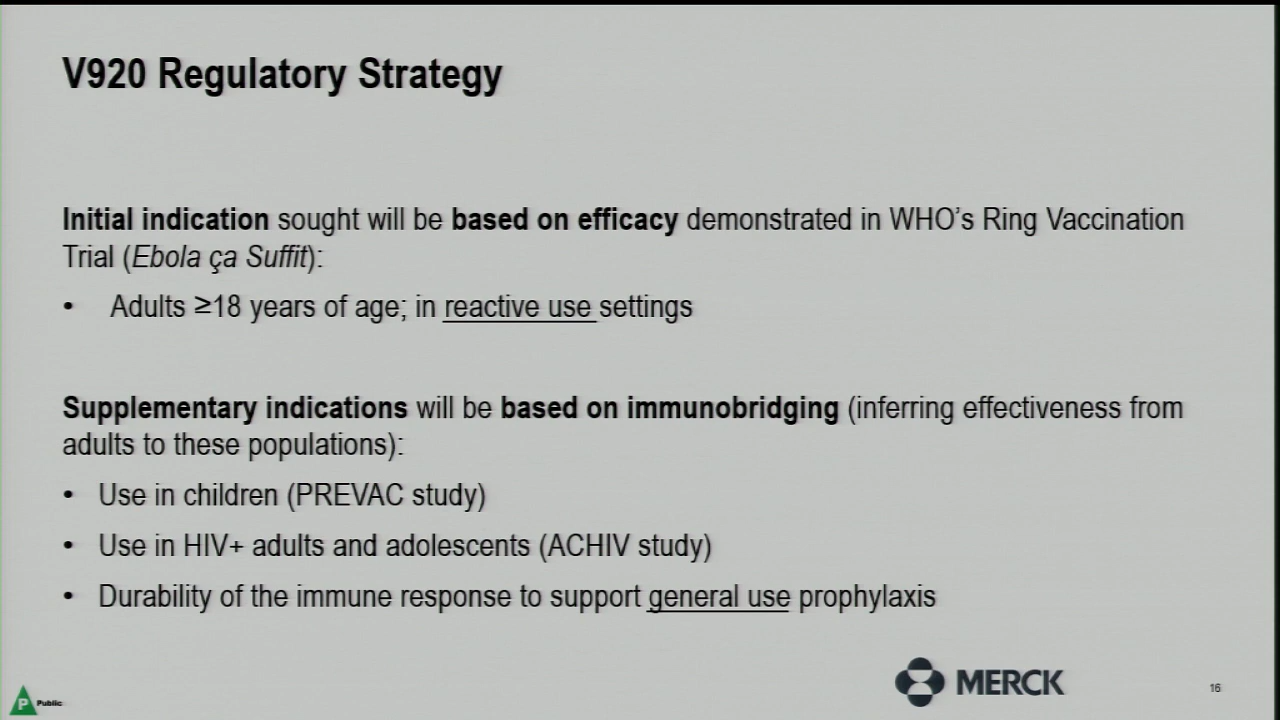 V920 Regulatory Strategy
Initial indication sought will be based on efficacy demonstrated in WHO's Ring Vaccination
Trial (Ebola ça Suffit):
• Adults ≥18 years of age; in reactive use settings
Supplementary indications will be based on immunobridging (inferring effectiveness from
adults to these populations):
• Use in children (PREVAC study)
• Use in HIV+ adults and adolescents (ACHIV study)
• Durability of the immune response to support general use prophylaxis
MERCK
16
P Public